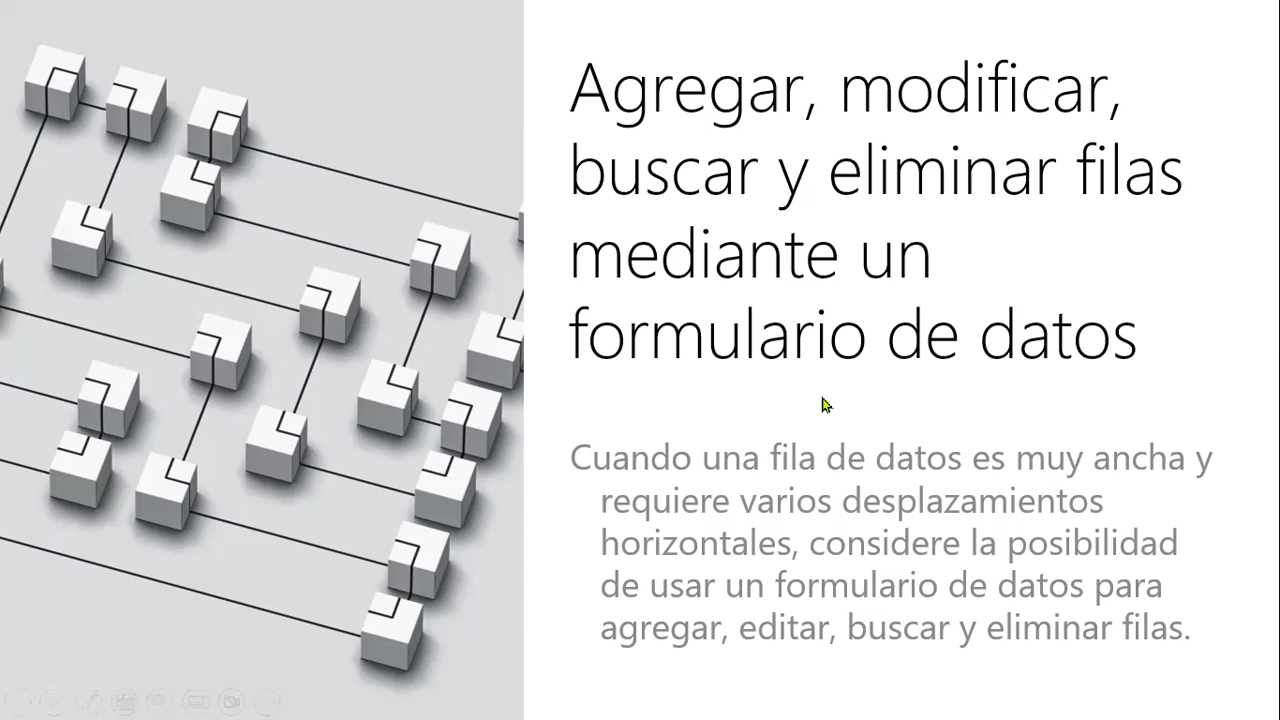 Agregar, modificar,
buscar y eliminar filas
mediante un
formulario de datos
Cuando una fila de datos es muy ancha y
requiere varios desplazamientos
horizontales, considere la posibilidad
de usar un formulario de datos para
agregar, editar, buscar y eliminar filas.